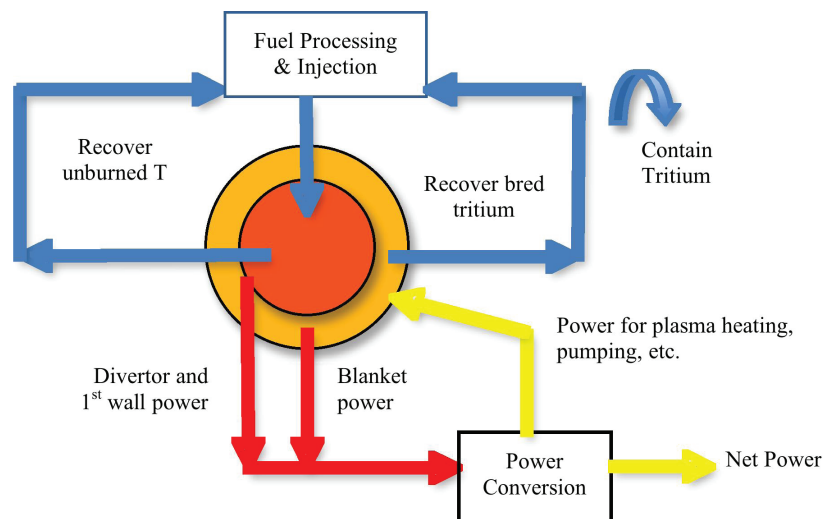 Fuel Processing
& Injection
Recover
unburned T
Contain
Tritium
Recover bred
tritium
Power for plasma heating,
pumping, etc.
Divertor and
1st wall power
Blanket
power
Power
Conversion
Net Power